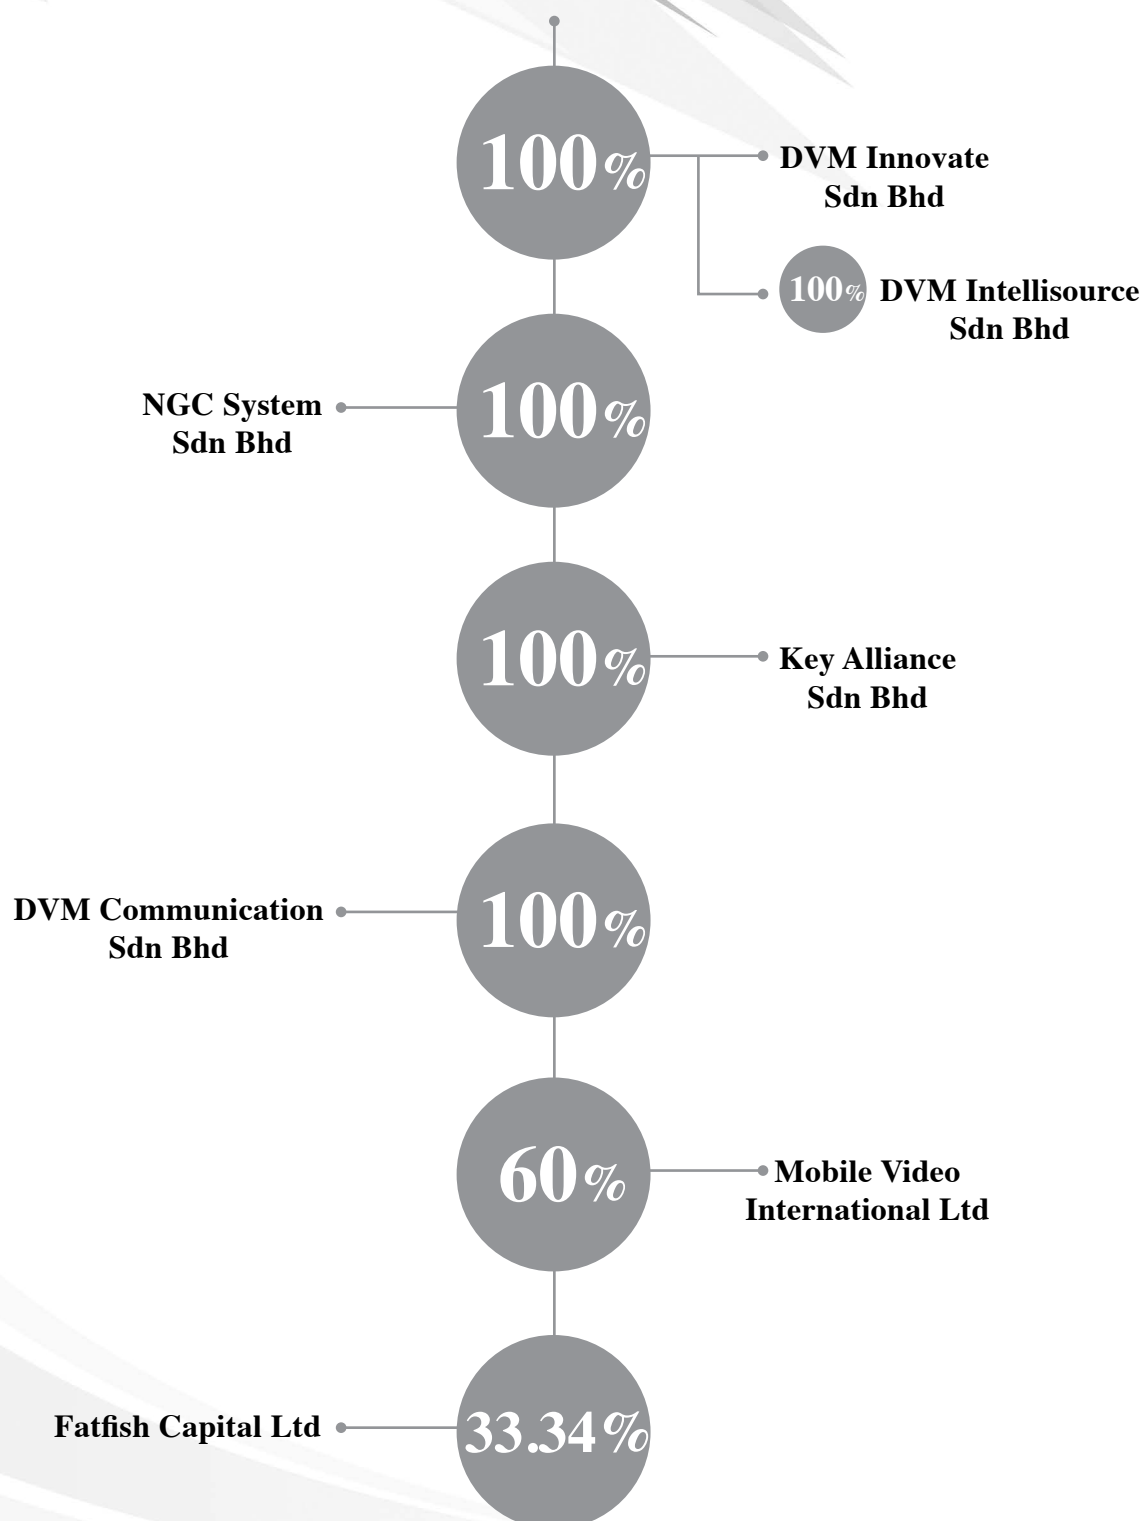 100%
DVM Innovate
Sdn Bhd
100%
DVM Intellisource
Sdn Bhd
NGC System
Sdn Bhd
100%
100%
Key Alliance
Sdn Bhd
DVM Communication
Sdn Bhd
100%
60%
Mobile Video
International Ltd
Fatfish Capital Ltd
33.34%